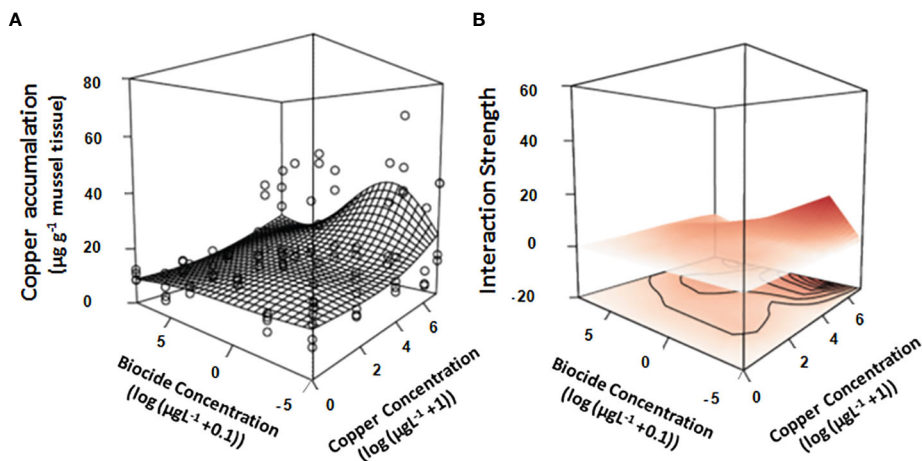 A
Copper accumalation
(µg g-1 mussel tissue)
80
60
40
20
0
5
0
-5
Biocide Concentration
(log (µgL-1 +0.1))
0
2
4
6
Copper Concentration
(log (µgL-1 +1))
B
Interaction Strength
60
40
20
0
-20
5
0
-5
Biocide Concentration
(log (µgL-1 +0.1))
0
2
4
6
Copper Concentration
(log (µgL-1 +1))